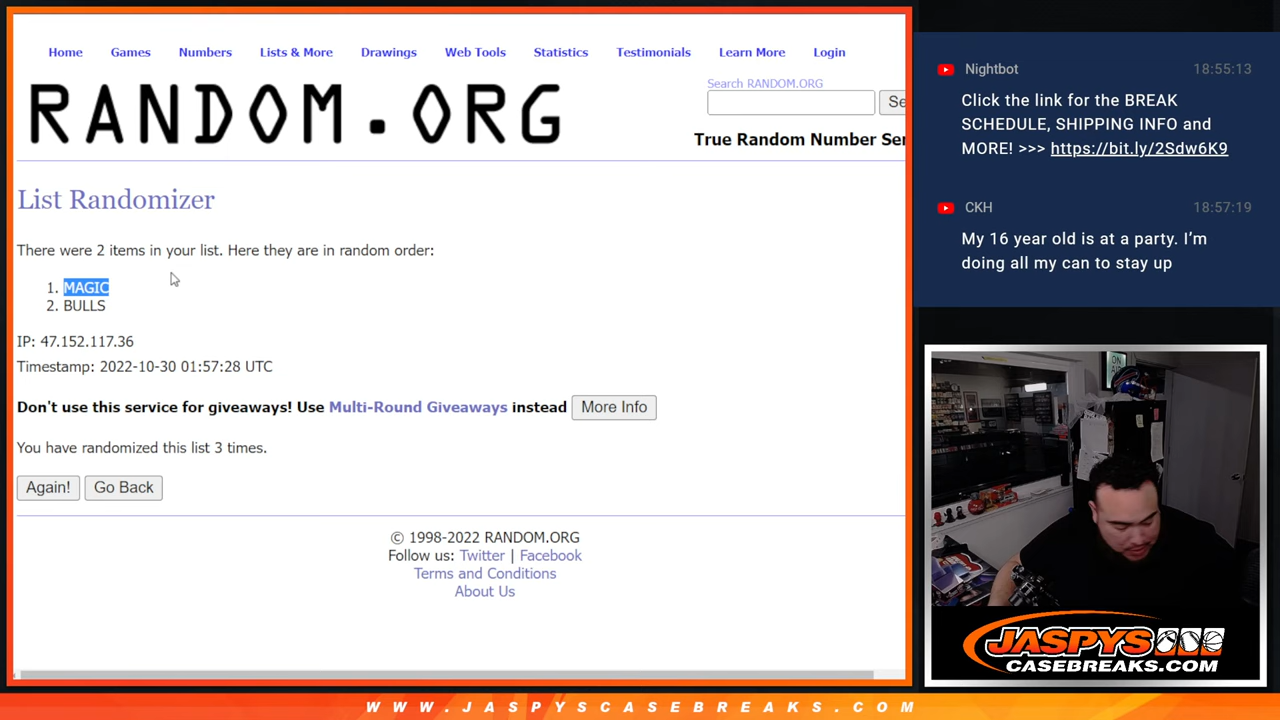 Home Games Numbers Lists & More Drawings Web Tools Statistics Testimonials Learn More Login
RANDOM.ORG
Search RANDOM.ORG
Se
True Random Number Ser
List Randomizer
There were 2 items in your list. Here they are in random order:
1. MAGIC
2. BULLS
IP: 47.152.117.36
Timestamp: 2022-10-30 01:57:28 UTC
Don't use this service for giveaways! Use Multi-Round Giveaways instead More Info
You have randomized this list 3 times.
Again! Go Back
© 1998-2022 RANDOM.ORG
Follow us: Twitter | Facebook
Terms and Conditions
About Us
Nightbot 18:55:13
Click the link for the BREAK
SCHEDULE, SHIPPING INFO and
MORE! >>> https://bit.ly/2Sdw6K9
CKH 18:57:19
My 16 year old is at a party. I'm
doing all my can to stay up
ON
JASPYS
CASEBREAKS.COM
WWW.JASPYSCASEBREAKS.COM